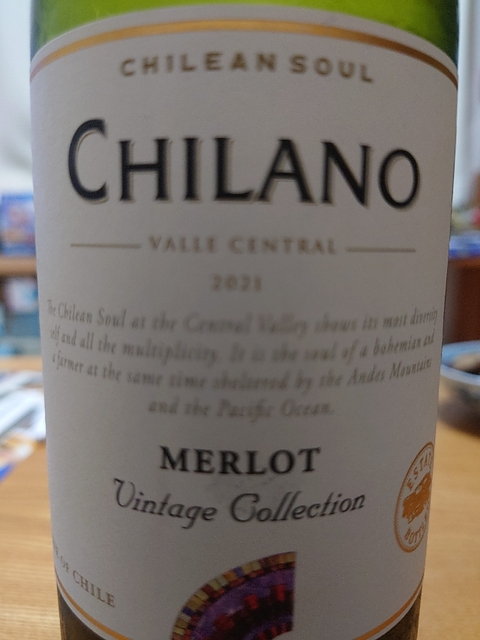 CHILEAN SOUL
CHILANO
VALLE CENTRAL
2021
The Chilean Soul at the Central Valley shows its most diversity
self and all the multiplicity. It is the soul of a bohemian and
a farmer at the same time sheltered by the Andes Mountains
and the Pacific Ocean.
MERLOT
Vintage Collection
OF CHILE